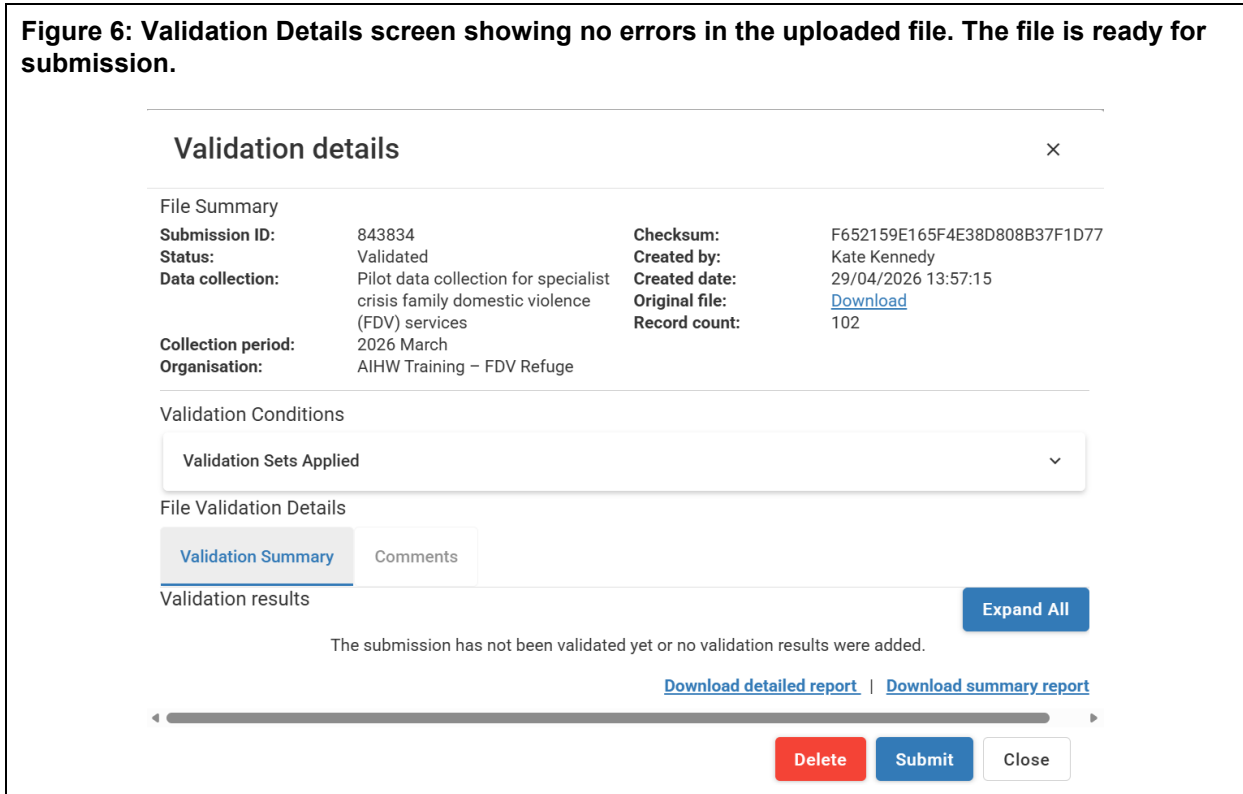 Figure 6: Validation Details screen showing no errors in the uploaded file. The file is ready for
submission.
Validation details
File Summary
Submission ID: 843834
Status: Validated
Data collection: Pilot data collection for specialist
crisis family domestic violence
(FDV) services
Collection period: 2026 March
Organisation: AIHW Training – FDV Refuge
Checksum: F652159E165F4E38D808B37F1D77
Created by: Kate Kennedy
Created date: 29/04/2026 13:57:15
Original file: Download
Record count: 102
Validation Conditions
Validation Sets Applied
File Validation Details
Validation Summary Comments
Validation results
Expand All
The submission has not been validated yet or no validation results were added.
Download detailed report | Download summary report
Delete Submit Close